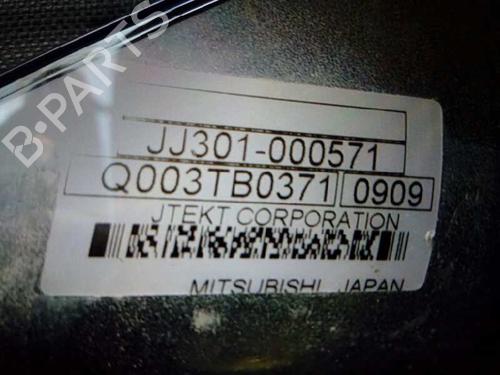 B-PARTS
JJ301-000571
Q003TB0371 0909
JTEKT CORPORATION
MITSUBISHI, JAPAN